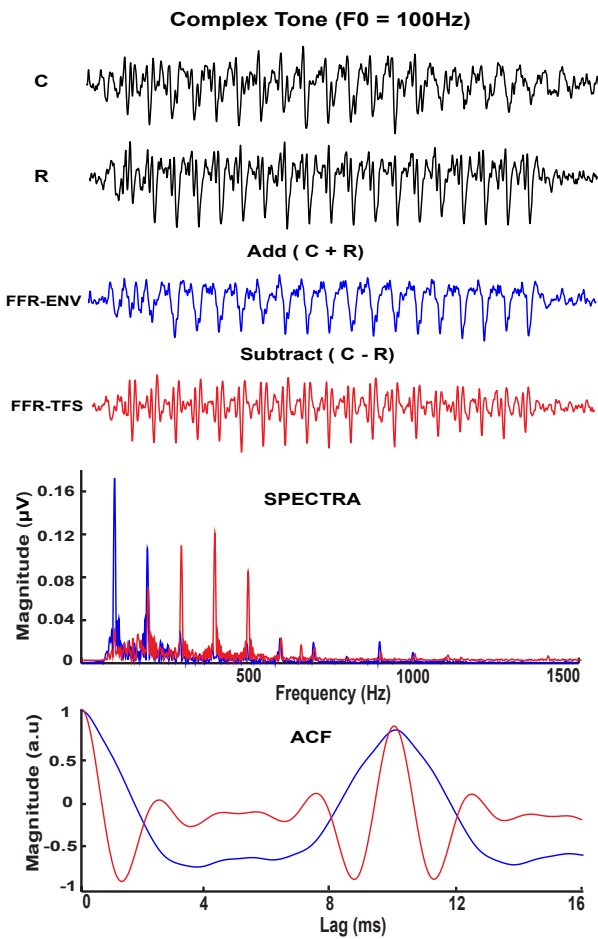 Complex Tone (F0 = 100Hz)
C
R
Add ( C + R)
FFR-ENV
Subtract ( C - R)
FFR-TFS
SPECTRA
Magnitude (µV)
0.16
0.12
0.08
0.04
0
500
1000
1500
Frequency (Hz)
ACF
Magnitude (a.u)
1
0.5
0
-0.5
-1
0
4
8
12
16
Lag (ms)